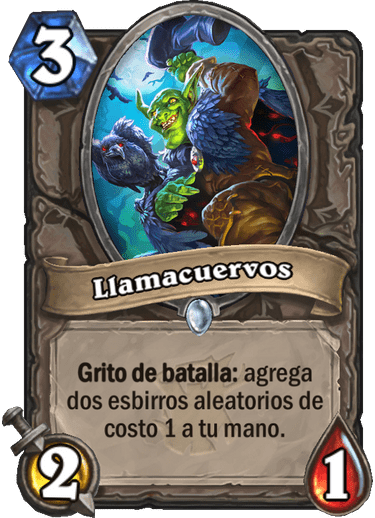 3
Llamacuervos
Grito de batalla: agrega
dos esbirros aleatorios de
costo 1 a tu mano.
2
1